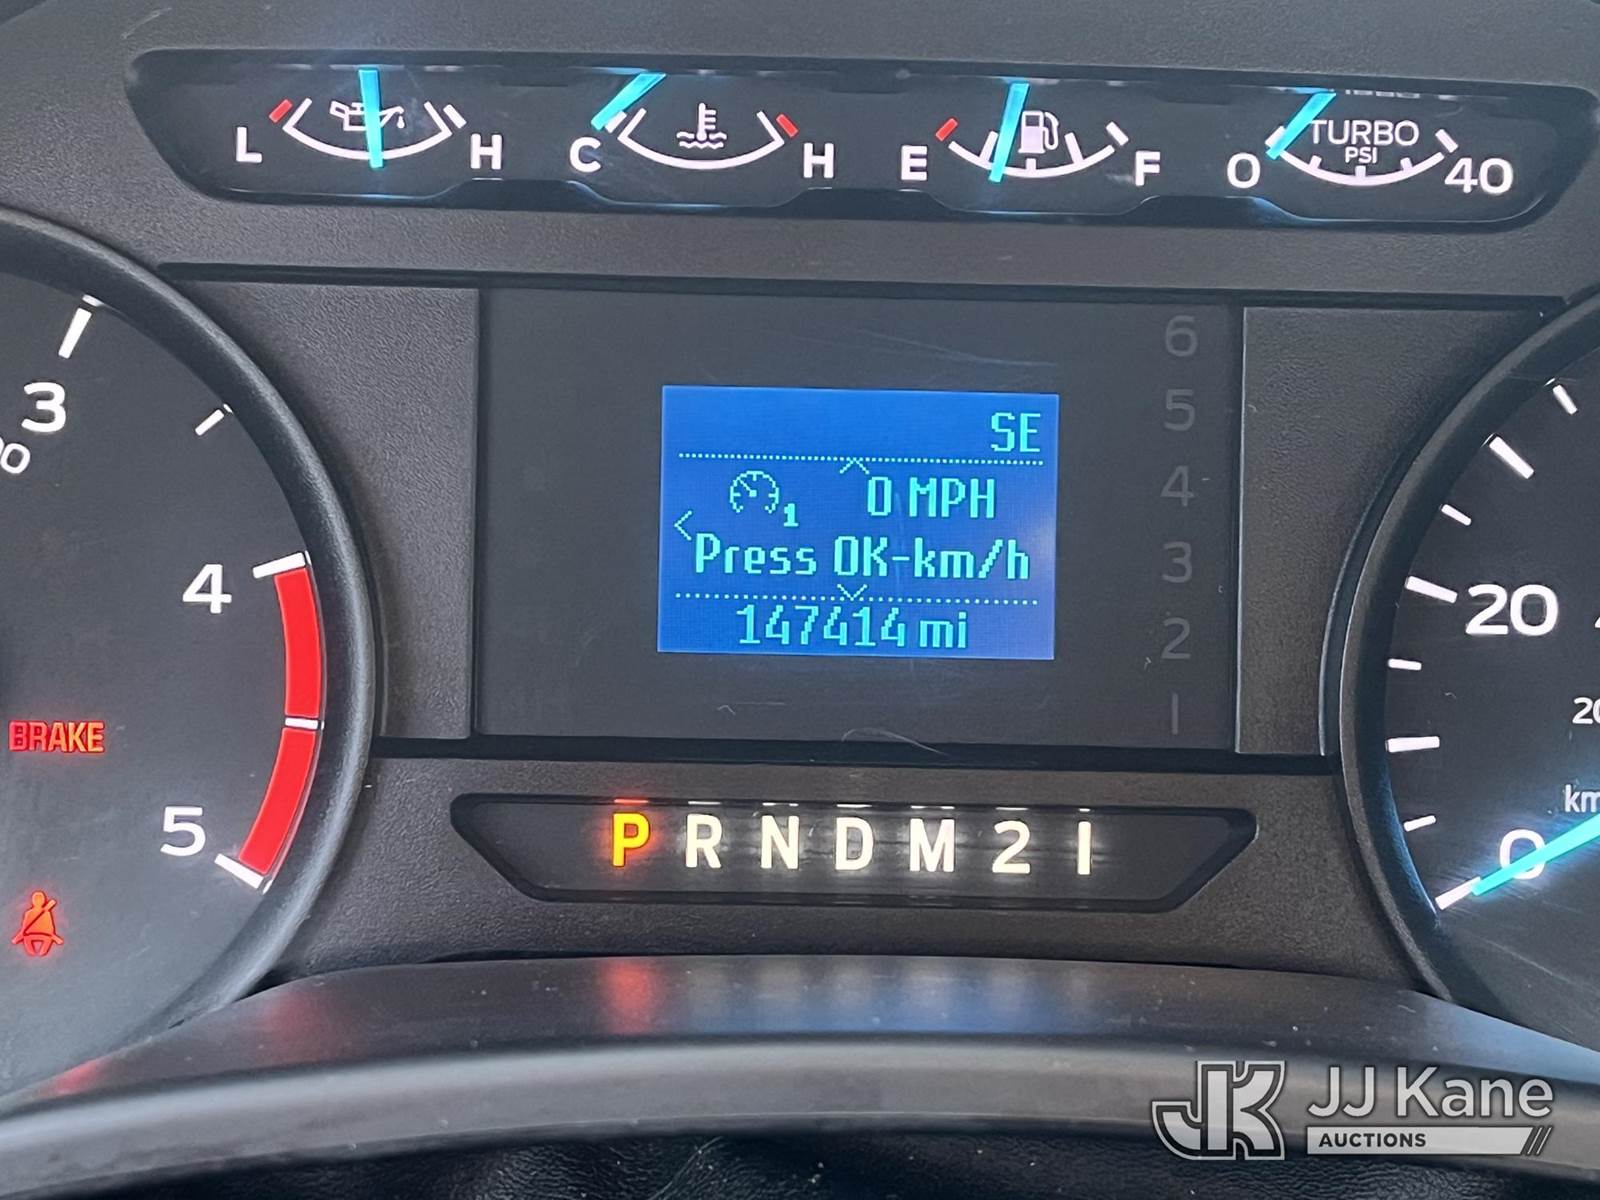 L H C H E F 0 TURBO PSI 40
3
4
5
BRAKE
6
5
4
3
2
1
SE
1 0 MPH
Press OK-km/h
147414 mi
P R N D M 2 1
20
0
JJ Kane
AUCTIONS